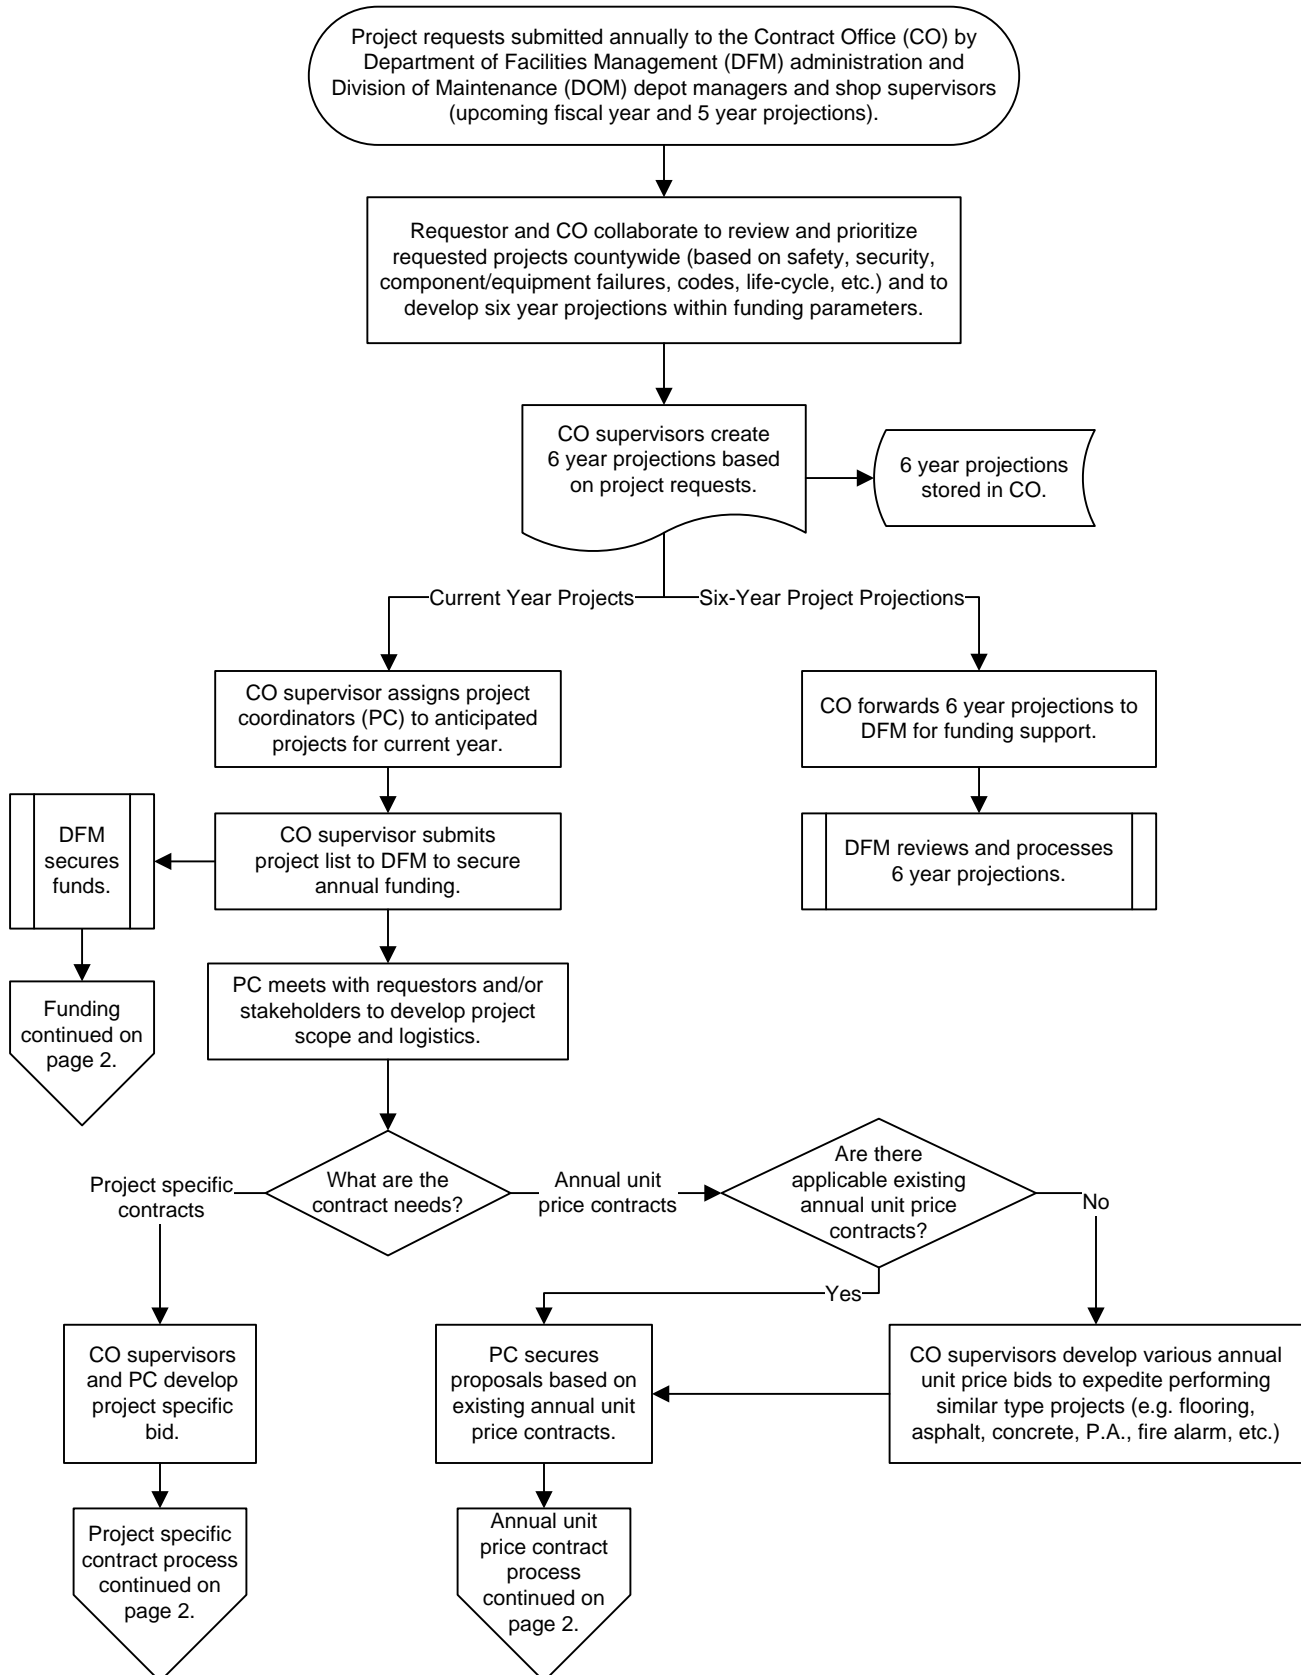 Project requests submitted annually to the Contract Office (CO) by
Department of Facilities Management (DFM) administration and
Division of Maintenance (DOM) depot managers and shop supervisors
(upcoming fiscal year and 5 year projections).
Requestor and CO collaborate to review and prioritize
requested projects countywide (based on safety, security,
component/equipment failures, codes, life-cycle, etc.) and to
develop six year projections within funding parameters.
CO supervisors create
6 year projections based
on project requests.
6 year projections
stored in CO.
Current Year Projects
Six-Year Project Projections
CO supervisor assigns project
coordinators (PC) to anticipated
projects for current year.
CO forwards 6 year projections to
DFM for funding support.
DFM
secures
funds.
CO supervisor submits
project list to DFM to secure
annual funding.
DFM reviews and processes
6 year projections.
Funding
continued on
page 2.
PC meets with requestors and/or
stakeholders to develop project
scope and logistics.
What are the
contract needs?
Project specific
contracts
Annual unit
price contracts
Are there
applicable existing
annual unit price
contracts?
No
Yes
CO supervisors
and PC develop
project specific
bid.
PC secures
proposals based on
existing annual unit
price contracts.
CO supervisors develop various annual
unit price bids to expedite performing
similar type projects (e.g. flooring,
asphalt, concrete, P.A., fire alarm, etc.)
Project specific
contract process
continued on
page 2.
Annual unit
price contract
process
continued on
page 2.